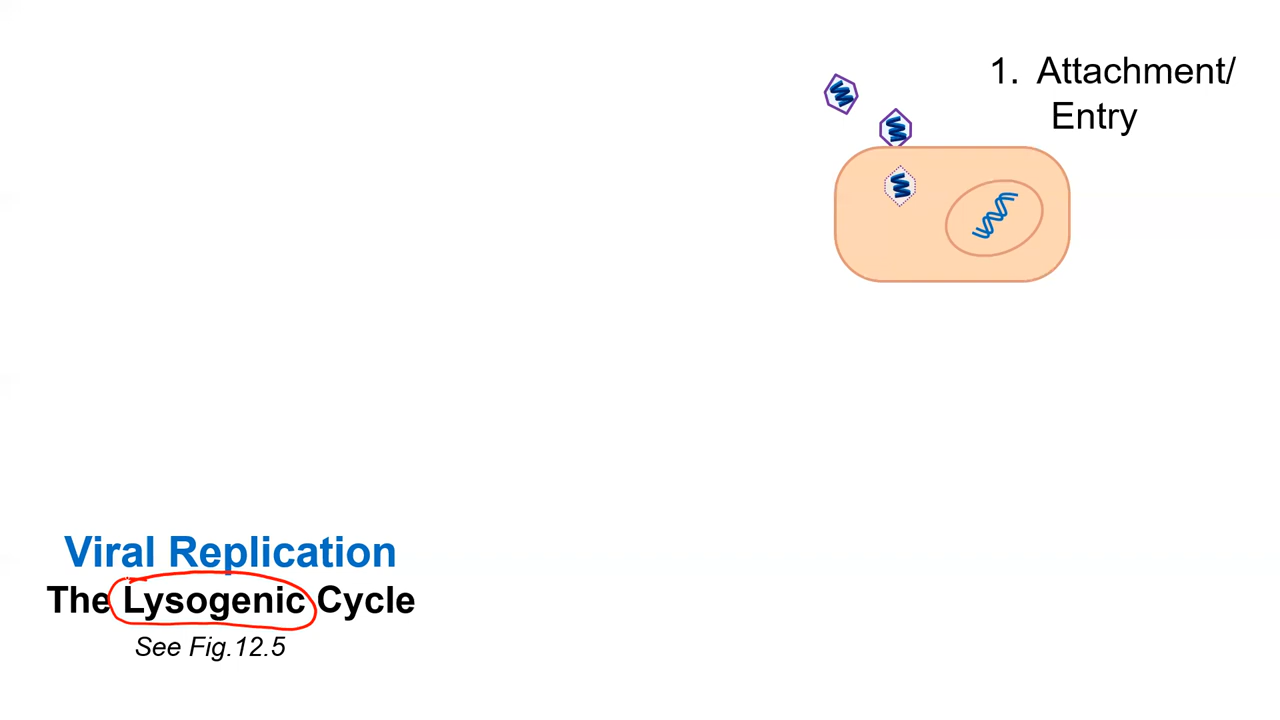 1. Attachment/
Entry
Viral Replication
The Lysogenic Cycle
See Fig.12.5